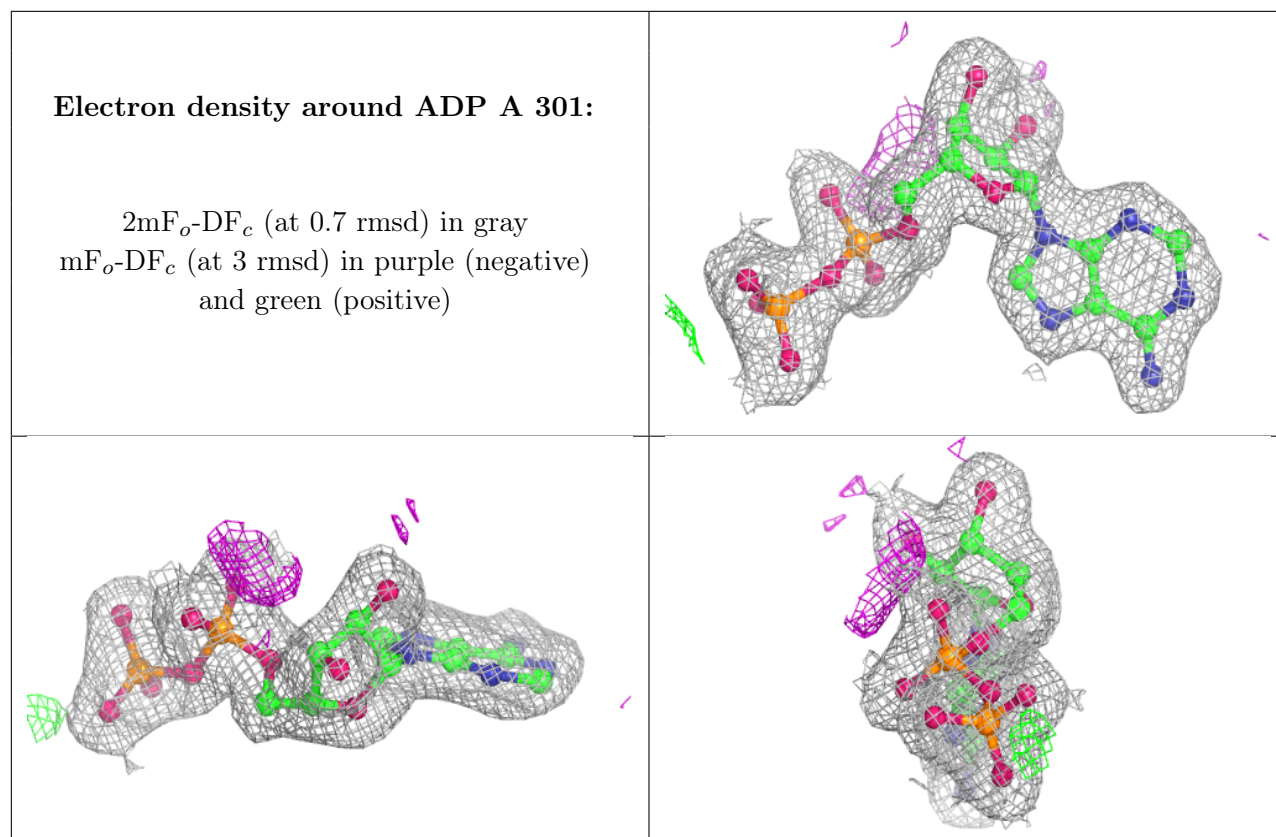 Electron density around ADP A 301:
2mFo-DFc (at 0.7 rmsd) in gray
mFo-DFc (at 3 rmsd) in purple (negative)
and green (positive)